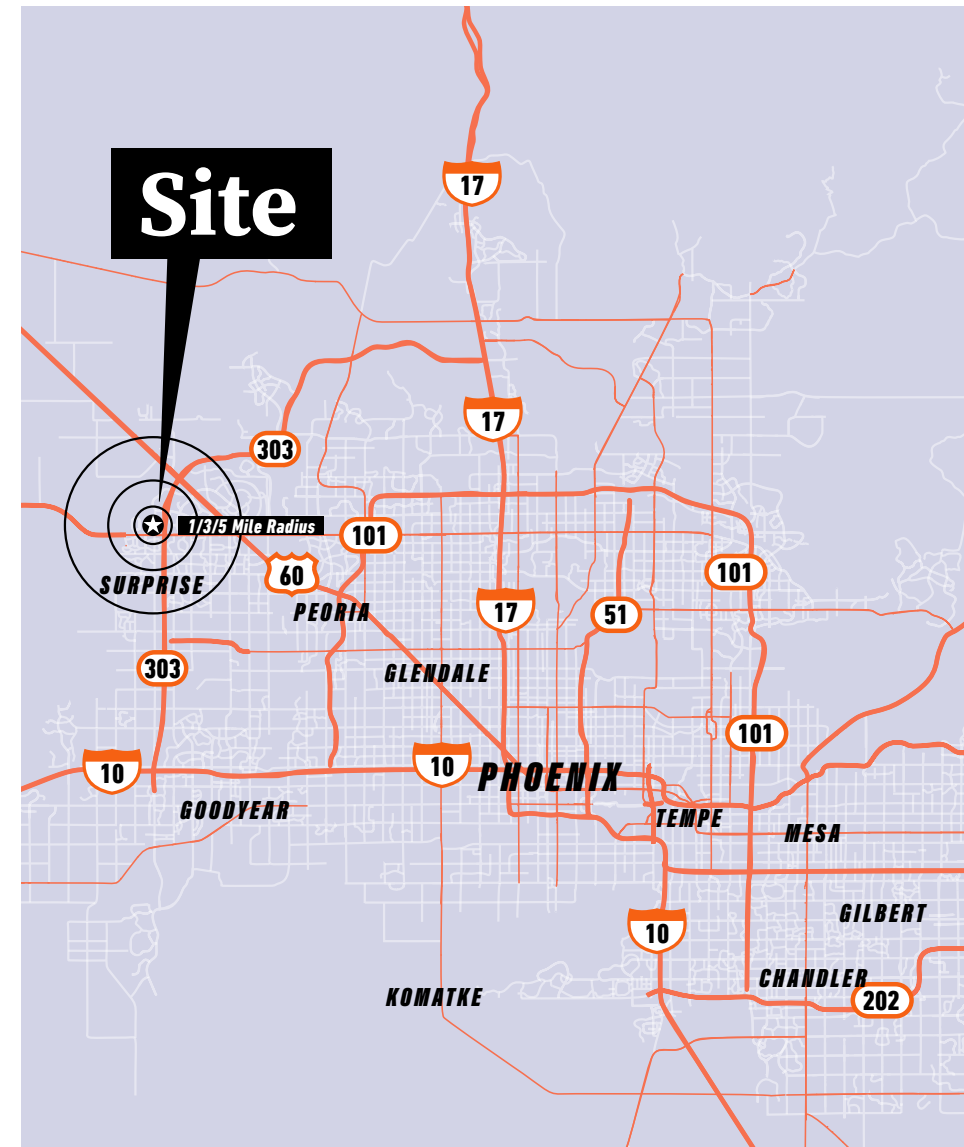 17
Site
17
303
1/3/5 Mile Radius
101
60
101
SURPRISE
PEORIA
17
51
303
GLENDALE
101
10
10
PHOENIX
GOODYEAR
TEMPE
MESA
GILBERT
10
CHANDLER
KOMATKE
202